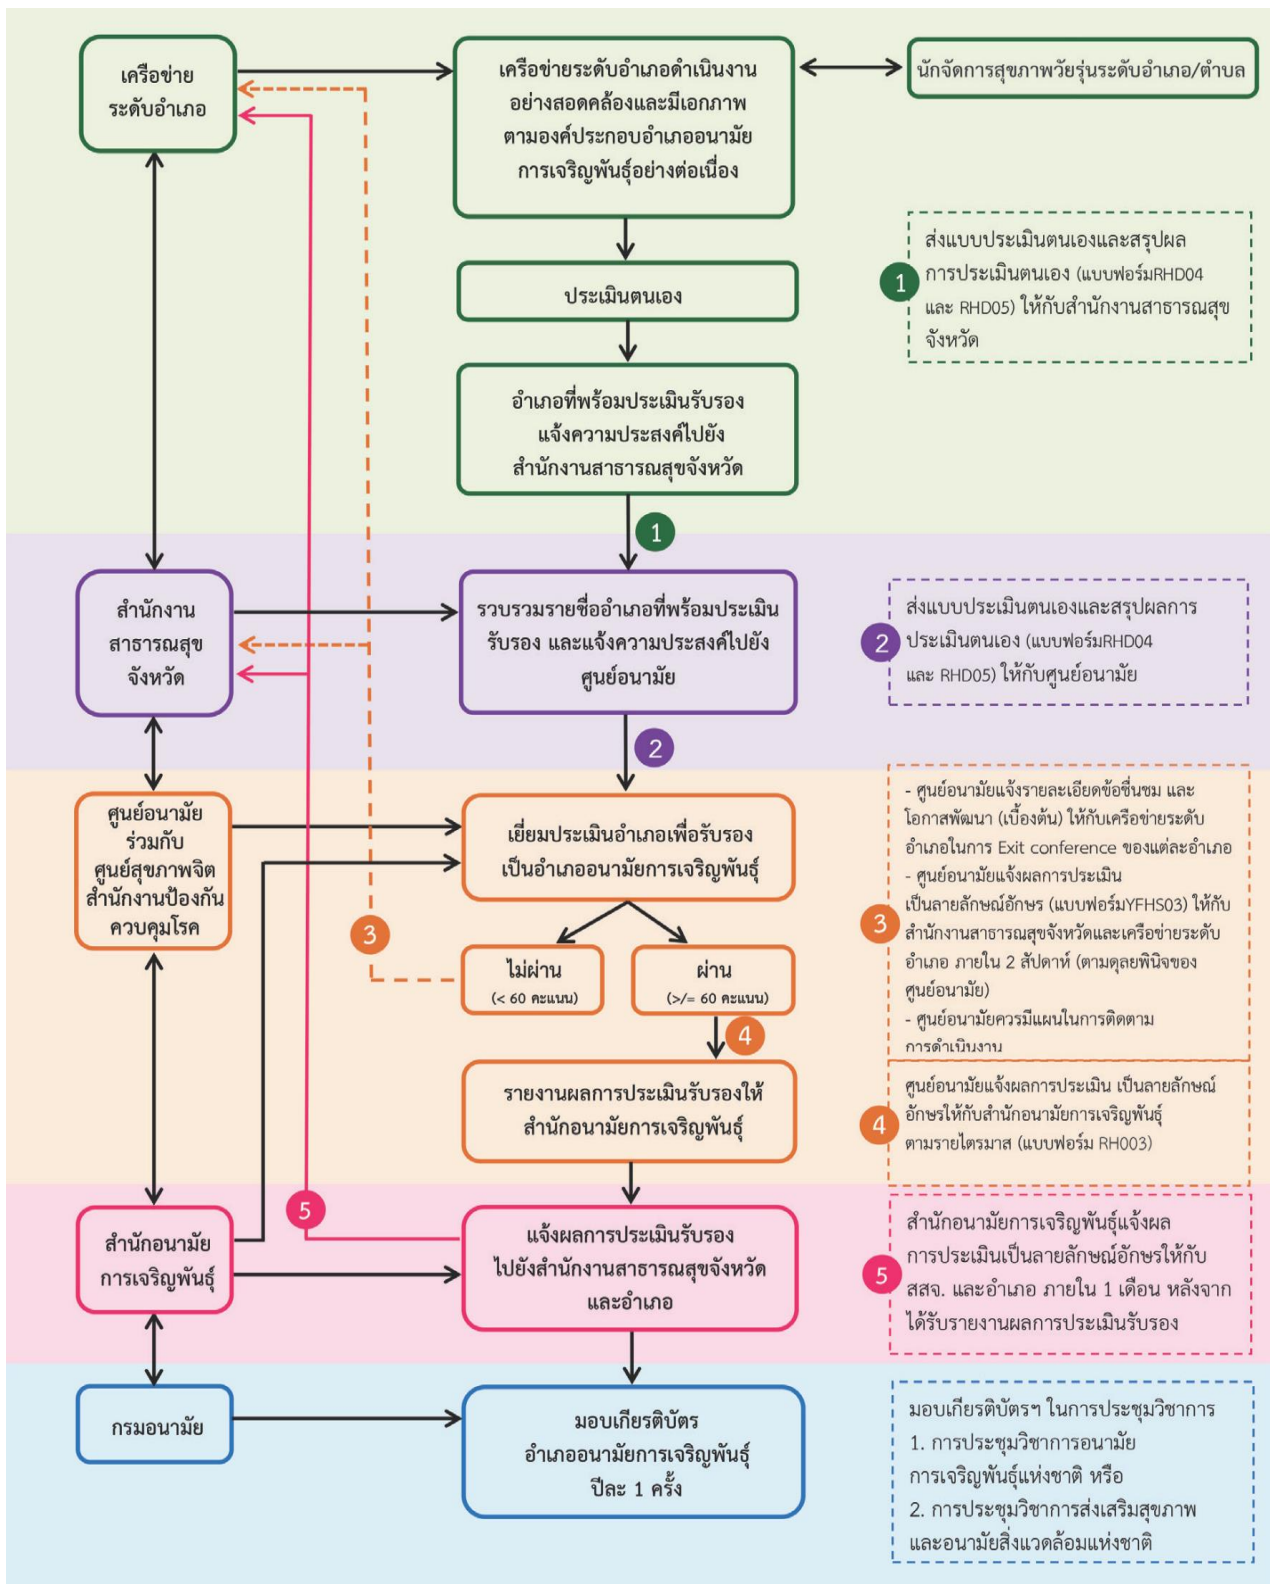 เครือข่าย
ระดับอำเภอ
เครือข่ายระดับอำเภอดำเนินงาน
อย่างสอดคล้องและมีเอกภาพ
ตามองค์ประกอบอำเภออนามัย
การเจริญพันธุ์อย่างต่อเนื่อง
นักจัดการสุขภาพวัยรุ่นระดับอำเภอ/ตำบล
ประเมินตนเอง
1
ส่งแบบประเมินตนเองและสรุปผล
การประเมินตนเอง (แบบฟอร์มRHD04
และ RHD05) ให้กับสำนักงานสาธารณสุข
จังหวัด
อำเภอที่พร้อมประเมินรับรอง
แจ้งความประสงค์ไปยัง
สำนักงานสาธารณสุขจังหวัด
1
สำนักงาน
สาธารณสุข
จังหวัด
รวบรวมรายชื่ออำเภอที่พร้อมประเมิน
รับรอง และแจ้งความประสงค์ไปยัง
ศูนย์อนามัย
2
ส่งแบบประเมินตนเองและสรุปผลการ
ประเมินตนเอง (แบบฟอร์มRHD04
และ RHD05) ให้กับศูนย์อนามัย
2
ศูนย์อนามัย
ร่วมกับ
ศูนย์สุขภาพจิต
สำนักงานป้องกัน
ควบคุมโรค
เยี่ยมประเมินอำเภอเพื่อรับรอง
เป็นอำเภออนามัยการเจริญพันธุ์
3
ไม่ผ่าน
(< 60 คะแนน)
ผ่าน
(>/= 60 คะแนน)
3
- ศูนย์อนามัยแจ้งรายละเอียดข้อชื่นชม และ
โอกาสพัฒนา (เบื้องต้น) ให้กับเครือข่ายระดับ
อำเภอในการ Exit conference ของแต่ละอำเภอ
- ศูนย์อนามัยแจ้งผลการประเมิน
เป็นลายลักษณ์อักษร (แบบฟอร์มYFHS03) ให้กับ
สำนักงานสาธารณสุขจังหวัดและเครือข่ายระดับ
อำเภอ ภายใน 2 สัปดาห์ (ตามดุลยพินิจของ
ศูนย์อนามัย)
- ศูนย์อนามัยควรมีแผนในการติดตาม
การดำเนินงาน
4
รายงานผลการประเมินรับรองให้
สำนักอนามัยการเจริญพันธุ์
4
ศูนย์อนามัยแจ้งผลการประเมิน เป็นลายลักษณ์
อักษรให้กับสำนักอนามัยการเจริญพันธุ์
ตามรายไตรมาส (แบบฟอร์ม RH003)
สำนักอนามัย
การเจริญพันธุ์
5
แจ้งผลการประเมินรับรอง
ไปยังสำนักงานสาธารณสุขจังหวัด
และอำเภอ
5
สำนักอนามัยการเจริญพันธุ์แจ้งผล
การประเมินเป็นลายลักษณ์อักษรให้กับ
สสจ. และอำเภอ ภายใน 1 เดือน หลังจาก
ได้รับรายงานผลการประเมินรับรอง
กรมอนามัย
มอบเกียรติบัตร
อำเภออนามัยการเจริญพันธุ์
ปีละ 1 ครั้ง
มอบเกียรติบัตรฯ ในการประชุมวิชาการ
1. การประชุมวิชาการอนามัย
การเจริญพันธุ์แห่งชาติ หรือ
2. การประชุมวิชาการส่งเสริมสุขภาพ
และอนามัยสิ่งแวดล้อมแห่งชาติ